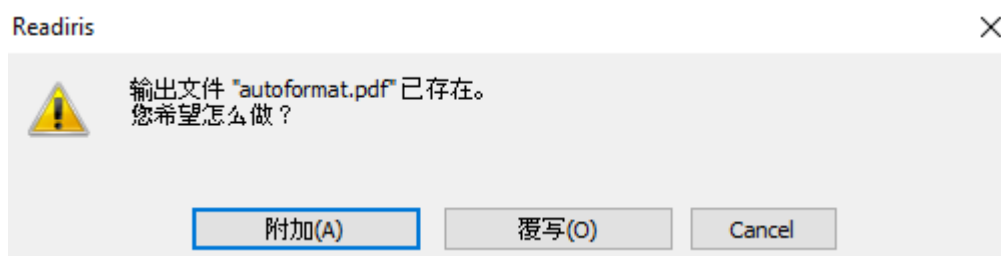 Readiris
输出文件 "autoformat.pdf" 已存在。
您希望怎么做？
附加(A)
覆写(O)
Cancel